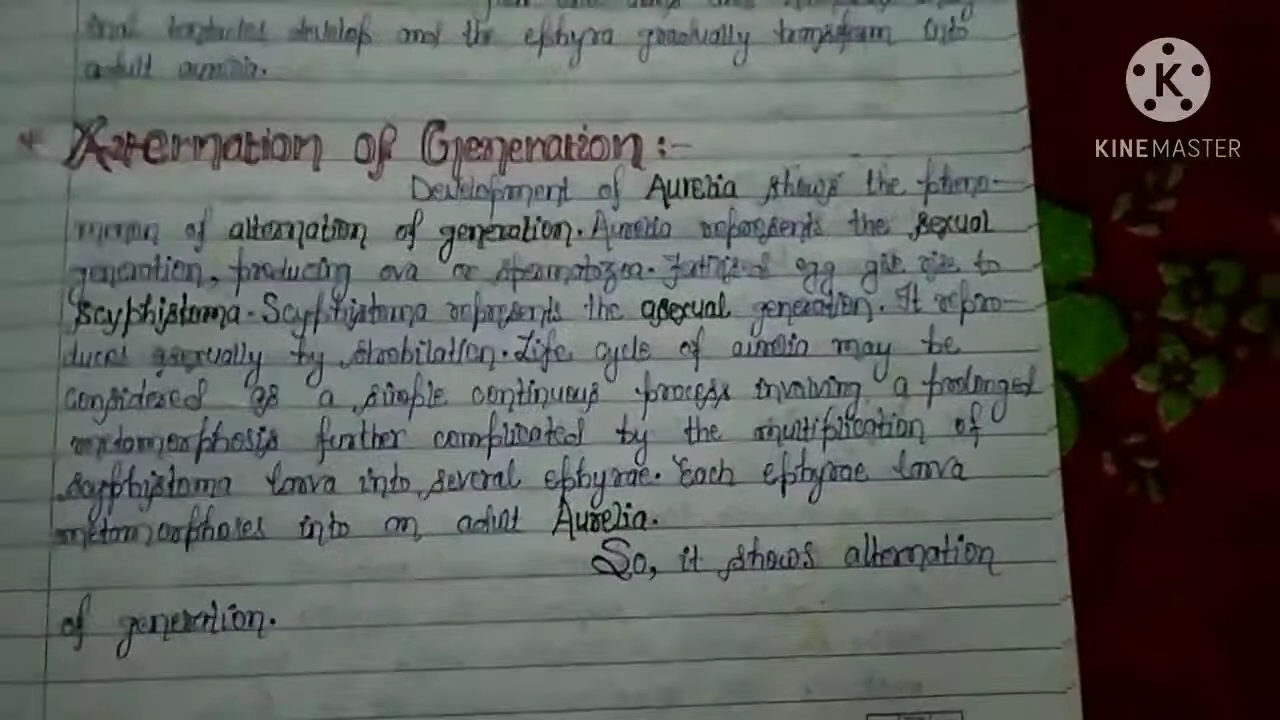 oral tentacles develop and the ephyra gradually transform into
adult aurelia.
* Alternation of Generation :-
Development of Aurelia shows the pheno-
menon of alternation of generation. Aurelia represents the sexual
generation, producing ova or spermatozoa. Fertilized egg give rise to
Scyphistoma. Scyphistoma represents the asexual generation. It repro-
duces asexually by strobilation. Life cycle of aurelia may be
considered as a simple continuous process involving a prolonged
metamorphosis further complicated by the multiplication of
scyphistoma larva into several ephyrae. Each ephyrae larva
metamorphoses into an adult Aurelia.
So, it shows alternation
of generation.
K
KINEMASTER